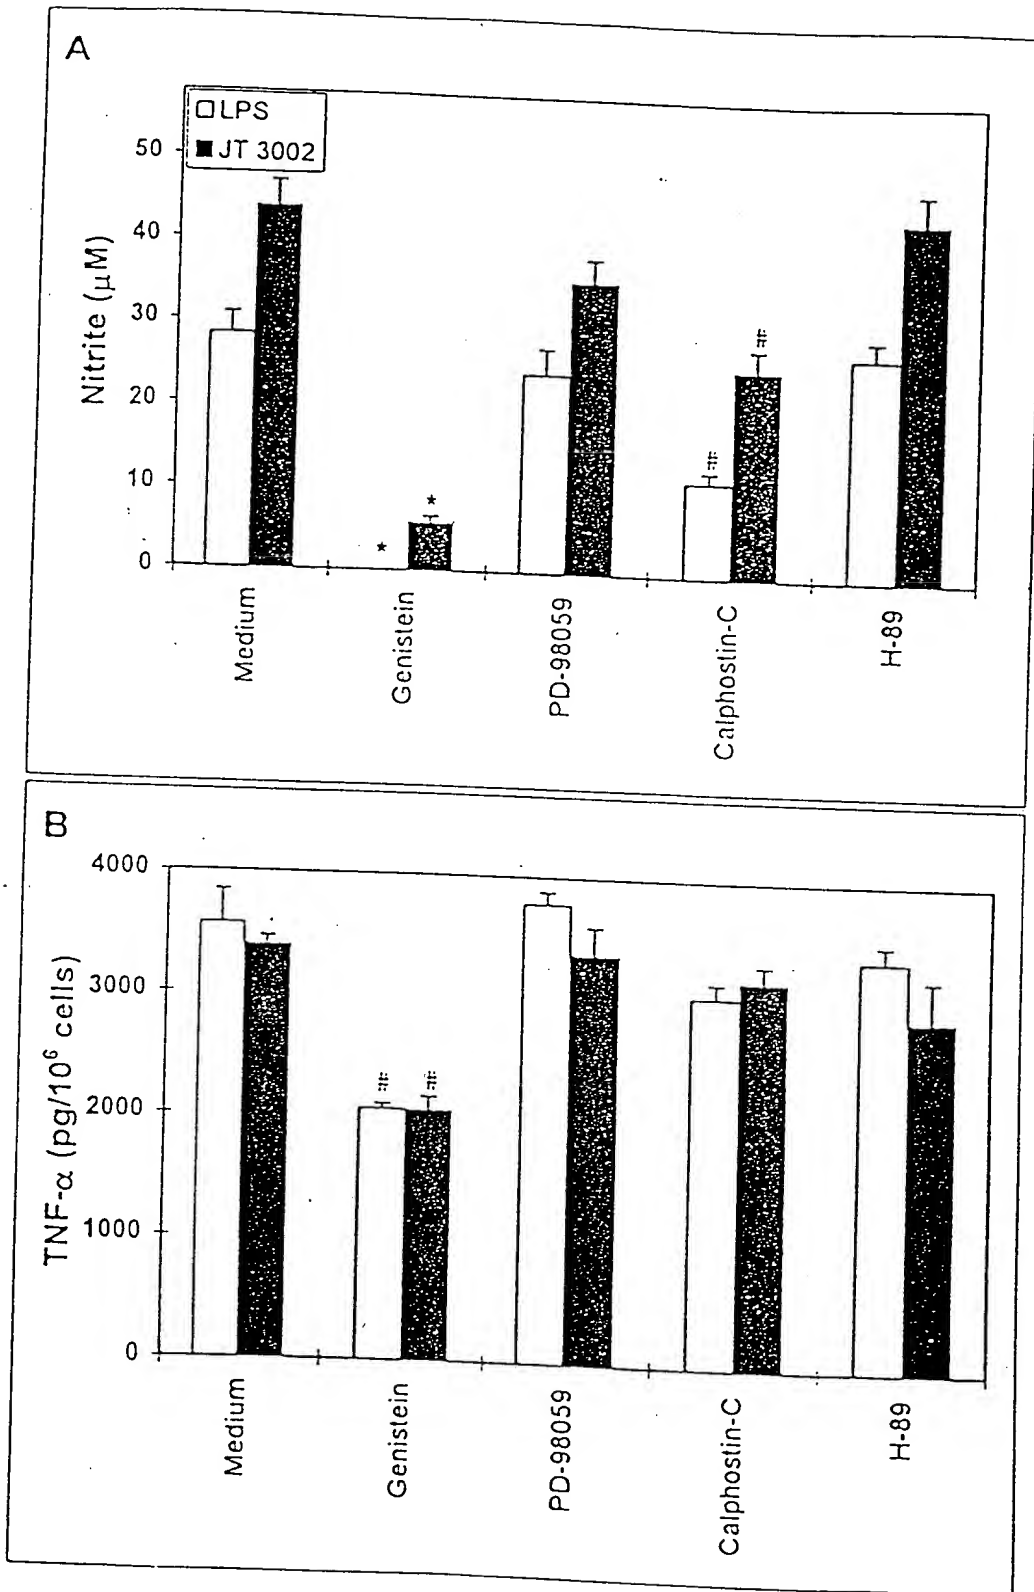 A
LPS
JT 3002
Nitrite (μM)
50
40
30
20
10
0
*
*
#
#
Medium
Genistein
PD-98059
Calphostin-C
H-89
B
TNF-α (pg/10⁶ cells)
4000
3000
2000
1000
0
#
#
Medium
Genistein
PD-98059
Calphostin-C
H-89